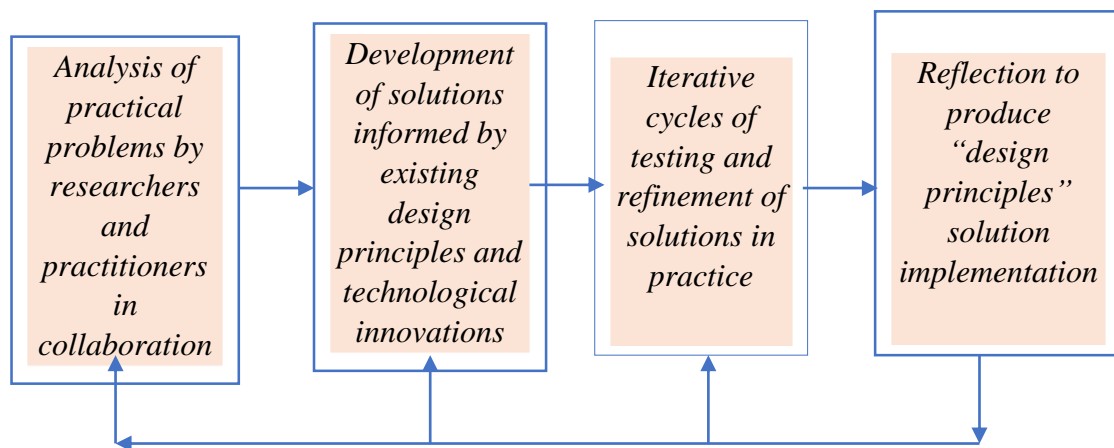 Analysis of
practical
problems by
researchers
and
practitioners
in
collaboration
Development
of solutions
informed by
existing
design
principles and
technological
innovations
Iterative
cycles of
testing and
refinement of
solutions in
practice
Reflection to
produce
“design
principles”
solution
implementation